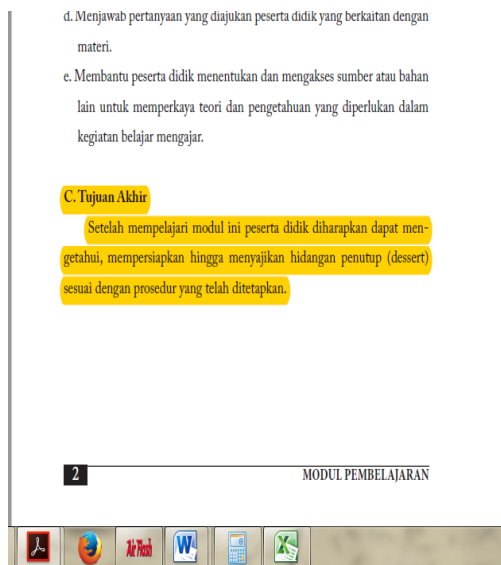 d. Menjawab pertanyaan yang diajukan peserta didik yang berkaitan dengan
materi.
e. Membantu peserta didik menentukan dan mengakses sumber atau bahan
lain untuk memperkaya teori dan pengetahuan yang diperlukan dalam
kegiatan belajar mengajar.
C. Tujuan Akhir
Setelah mempelajari modul ini peserta didik diharapkan dapat men-
getahui, mempersiapkan hingga menyajikan hidangan penutup (dessert)
sesuai dengan prosedur yang telah ditetapkan.
2
MODUL PEMBELAJARAN